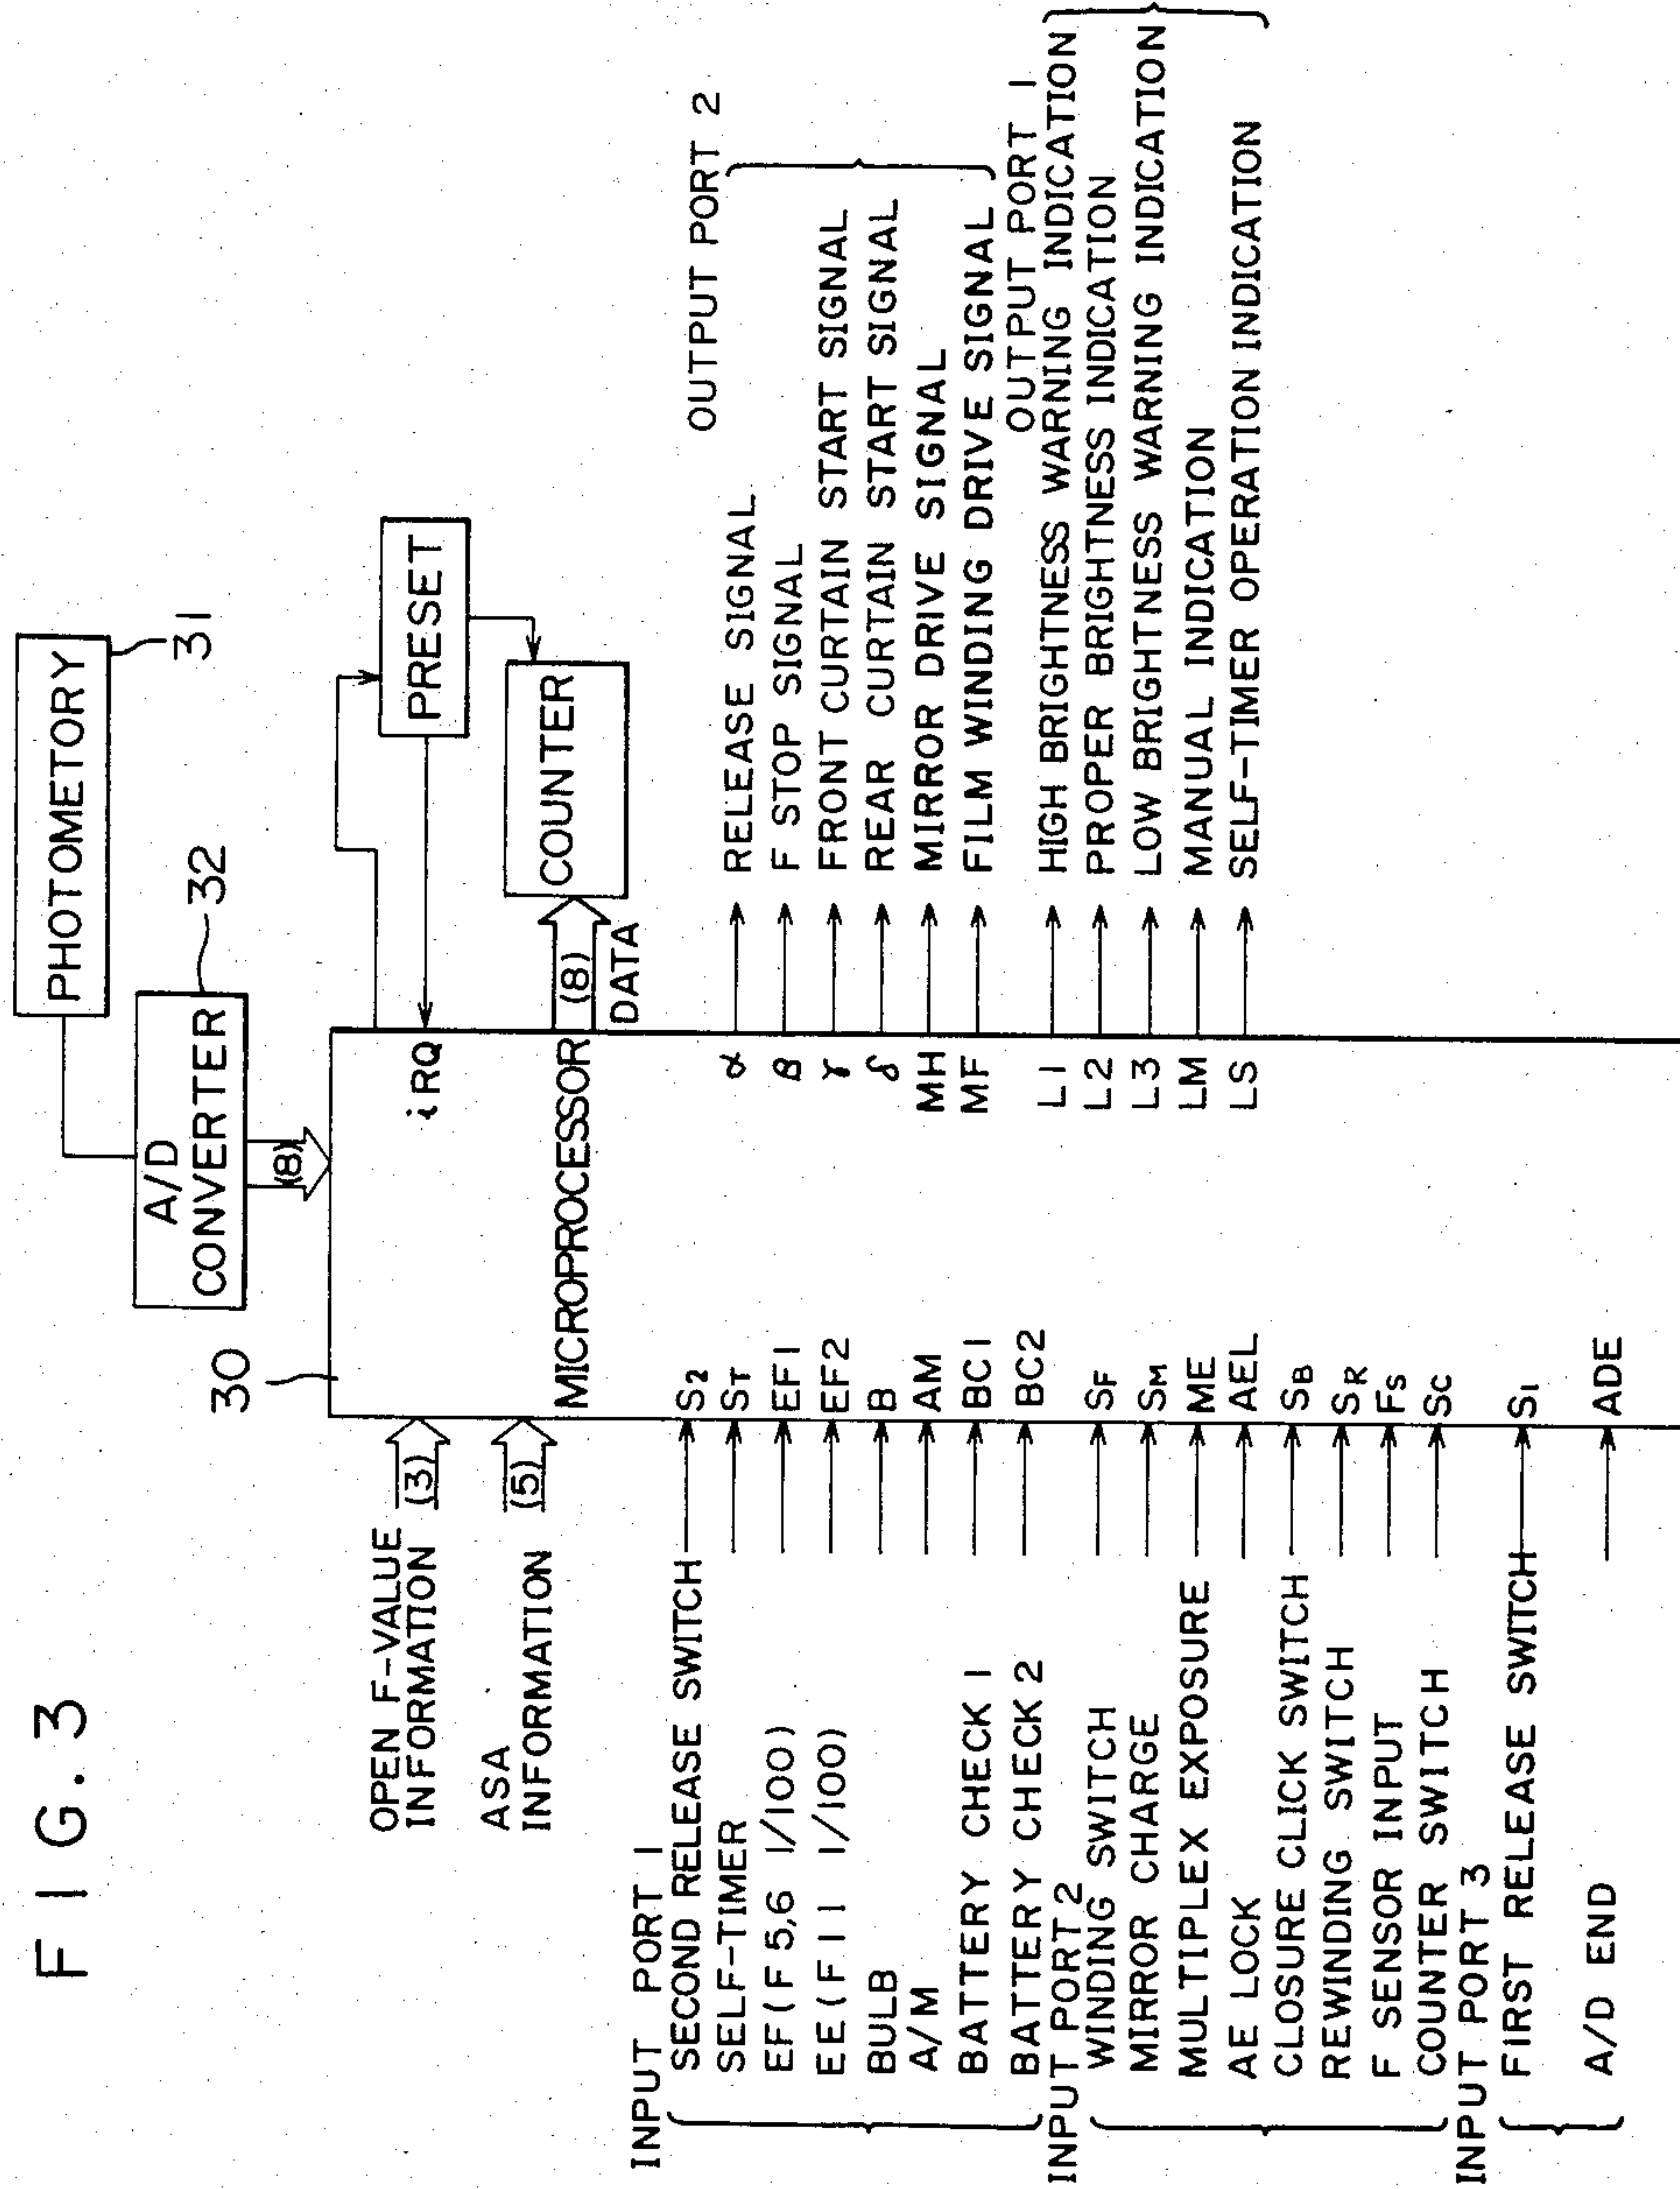 FIG. 3
PHOTOMETORY
31
A/D
CONVERTER
32
(8)
30
OPEN F-VALUE
INFORMATION (3)
ASA
INFORMATION (5)
iRQ
MICROPROCESSOR
PRESET
COUNTER
(8)
DATA
INPUT PORT 1
SECOND RELEASE SWITCH S2
SELF-TIMER ST
EF (F 5,6 1/100) EF1
EE (F 11 1/100) EF2
BULB B
A/M AM
BATTERY CHECK 1 BC1
BATTERY CHECK 2 BC2
INPUT PORT 2
WINDING SWITCH SF
MIRROR CHARGE SM
MULTIPLEX EXPOSURE ME
AE LOCK AEL
CLOSURE CLICK SWITCH SB
REWINDING SWITCH SR
F SENSOR INPUT FS
COUNTER SWITCH SC
INPUT PORT 3
FIRST RELEASE SWITCH S1
A/D END ADE
OUTPUT PORT 2
α RELEASE SIGNAL
β F STOP SIGNAL
γ FRONT CURTAIN START SIGNAL
δ REAR CURTAIN START SIGNAL
MH MIRROR DRIVE SIGNAL
MF FILM WINDING DRIVE SIGNAL
OUTPUT PORT 1
L1 HIGH BRIGHTNESS WARNING INDICATION
L2 PROPER BRIGHTNESS INDICATION
L3 LOW BRIGHTNESS WARNING INDICATION
LM MANUAL INDICATION
LS SELF-TIMER OPERATION INDICATION